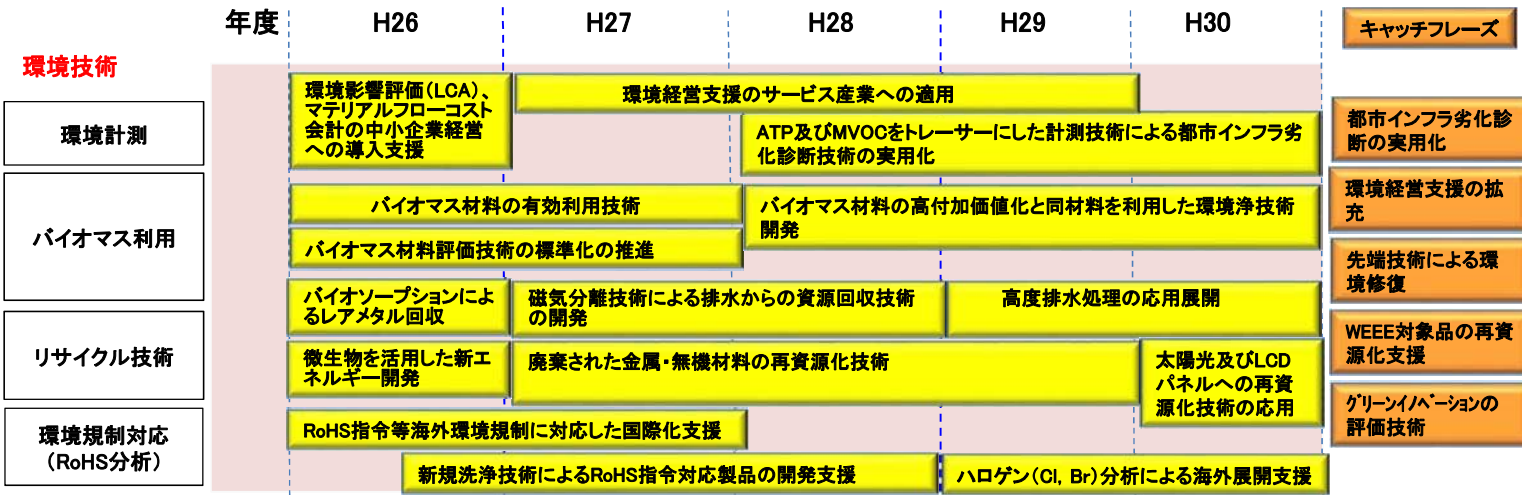 年度 H26 H27 H28 H29 H30
キャッチフレーズ
環境技術
環境計測
環境影響評価(LCA)、
マテリアルフローコスト
会計の中小企業経営
への導入支援
環境経営支援のサービス産業への適用
ATP及びMVOCをトレーサーにした計測技術による都市インフラ劣
化診断技術の実用化
バイオマス利用
バイオマス材料の有効利用技術
バイオマス材料評価技術の標準化の推進
バイオマス材料の高付加価値化と同材料を利用した環境浄技術
開発
リサイクル技術
バイオソープションによ
るレアメタル回収
磁気分離技術による排水からの資源回収技術
の開発
高度排水処理の応用展開
微生物を活用した新エ
ネルギー開発
廃棄された金属・無機材料の再資源化技術
太陽光及びLCD
パネルへの再資
源化技術の応用
環境規制対応
(RoHS分析)
RoHS指令等海外環境規制に対応した国際化支援
新規洗浄技術によるRoHS指令対応製品の開発支援
ハロゲン(Cl, Br)分析による海外展開支援
都市インフラ劣化診
断の実用化
環境経営支援の拡
充
先端技術による環
境修復
WEEE対象品の再資
源化支援
グリーンイノベーションの
評価技術